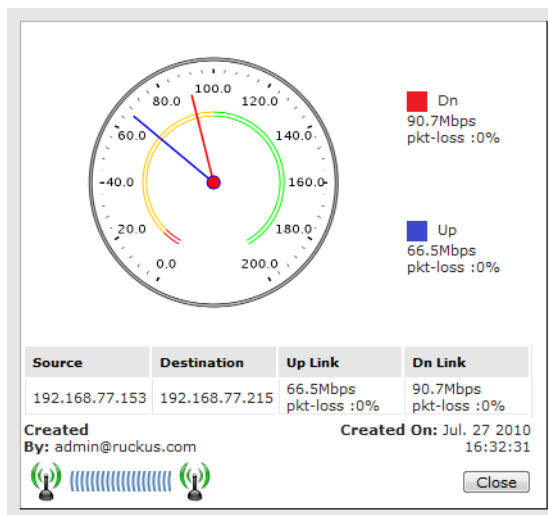 0.0
20.0
40.0
60.0
80.0
100.0
120.0
140.0
160.0
180.0
200.0
Dn
90.7Mbps
pkt-loss :0%
Up
66.5Mbps
pkt-loss :0%
Source Destination Up Link Dn Link
192.168.77.153 192.168.77.215 66.5Mbps 90.7Mbps
pkt-loss :0% pkt-loss :0%
Created Created On: Jul. 27 2010
By: admin@ruckus.com 16:32:31
Close